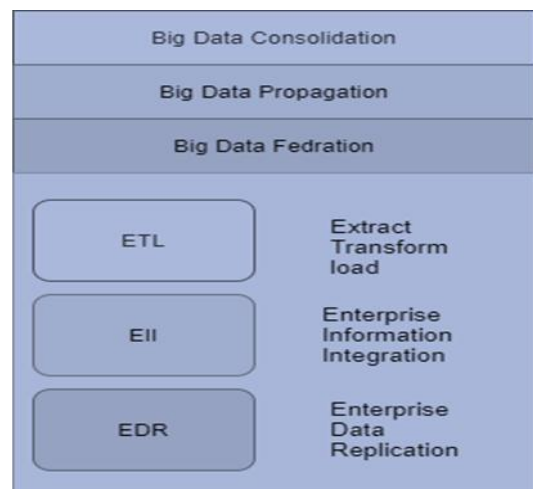 Big Data Consolidation
Big Data Propagation
Big Data Fedration
ETL
Extract
Transform
load
EII
Enterprise
Information
Integration
EDR
Enterprise
Data
Replication